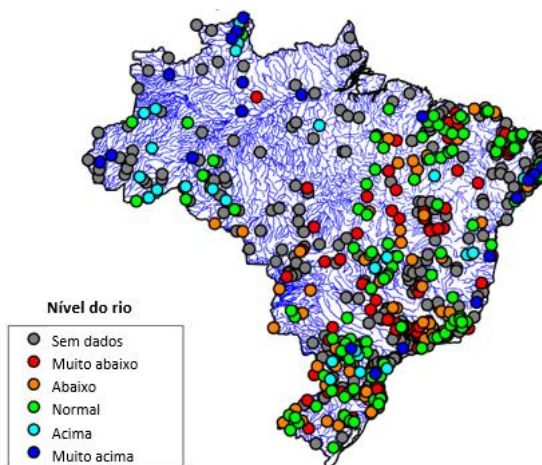 Nível do rio
Sem dados
Muito abaixo
Abaixo
Normal
Acima
Muito acima